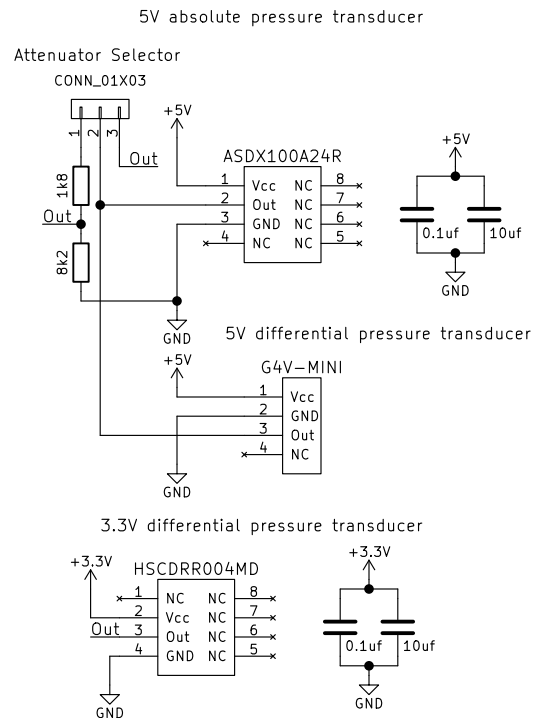 5V absolute pressure transducer
Attenuator Selector
CONN_01X03
1 2 3
Out
1k8
Out
8k2
+5V
ASDX100A24R
1 Vcc NC 8
2 Out NC 7
3 GND NC 6
4 NC NC 5
GND
+5V
0.1uf 10uf
GND
5V differential pressure transducer
+5V
G4V-MINI
1 Vcc
2 GND
3 Out
4 NC
GND
3.3V differential pressure transducer
+3.3V
HSCDRR004MD
1 NC NC 8
2 Vcc NC 7
Out 3 Out NC 6
4 GND NC 5
GND
+3.3V
0.1uf 10uf
GND